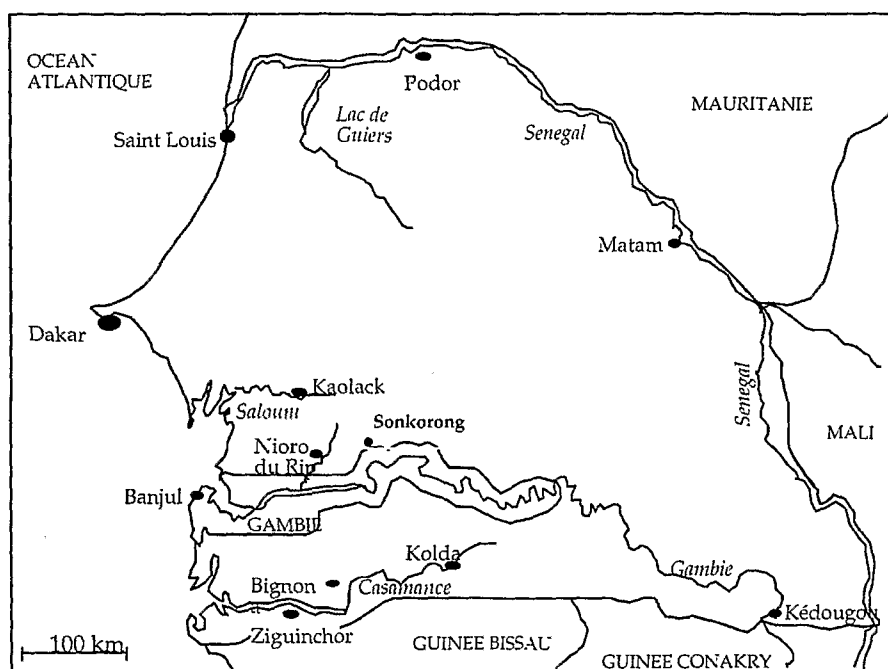 OCEAN
ATLANTIQUE
Podor
MAURITANIE
Lac de
Guiers
Senegal
Saint Louis
Matam
Dakar
Kaolack
Saloum
Senegal
Sonkorong
MALI
Nioro
du Rip
Banjul
GAMBIE
Kolda
Gambie
Bignon
a
Casamance
Kédougou
Ziguinchor
GUINEE BISSAU
GUINEE CONAKRY
100 km